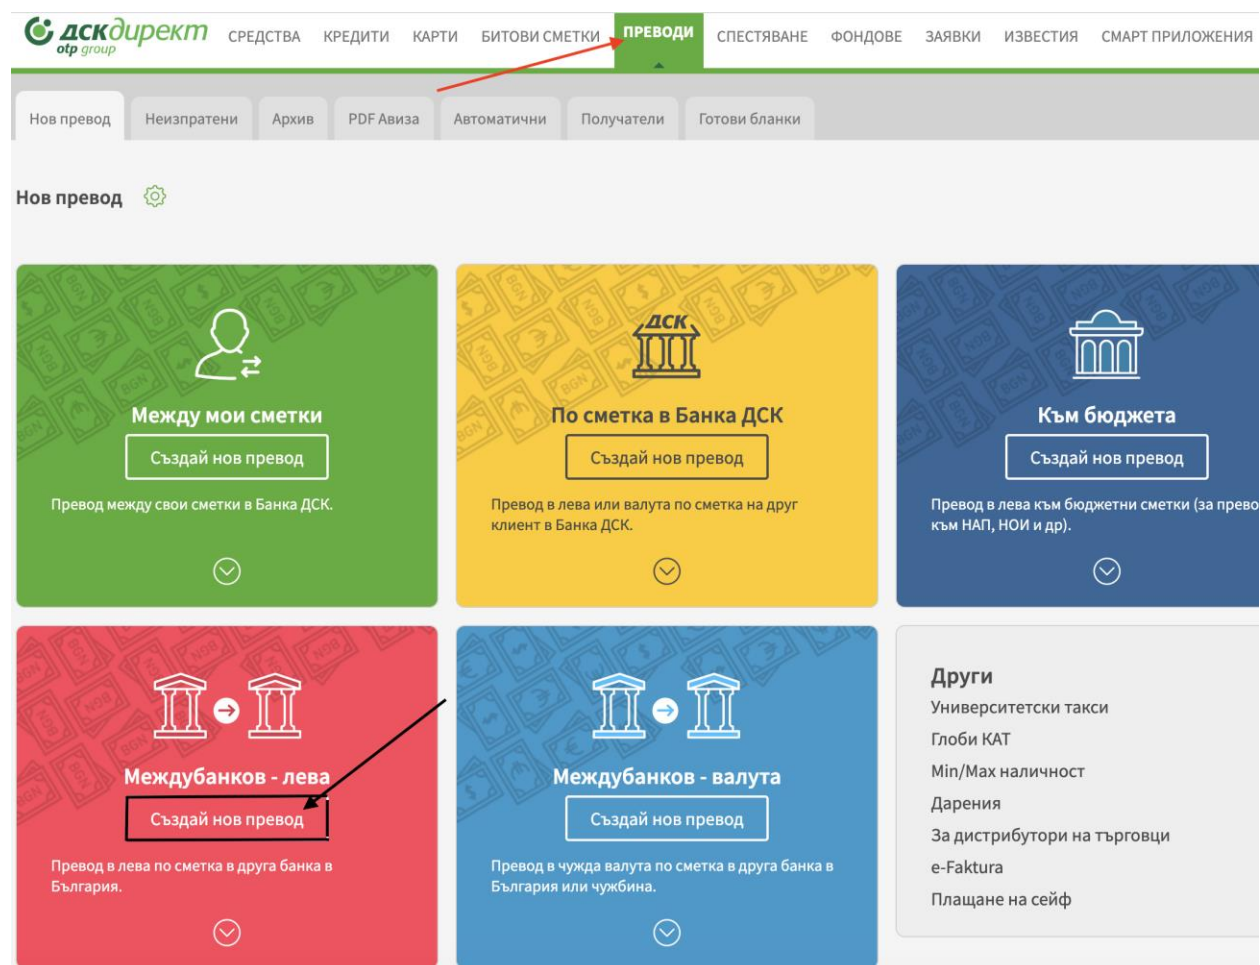 дскдирект
otp group
СРЕДСТВА КРЕДИТИ КАРТИ БИТОВИ СМЕТКИ ПРЕВОДИ СПЕСТЯВАНЕ ФОНДОВЕ ЗАЯВКИ ИЗВЕСТИЯ СМАРТ ПРИЛОЖЕНИЯ
Нов превод Неизпратени Архив PDF Авиза Автоматични Получатели Готови бланки
Нов превод
Между мои сметки
Създай нов превод
Превод между свои сметки в Банка ДСК.
ДСК
По сметка в Банка ДСК
Създай нов превод
Превод в лева или валута по сметка на друг
клиент в Банка ДСК.
Към бюджета
Създай нов превод
Превод в лева към бюджетни сметки (за прево
към НАП, НОИ и др).
Междубанков - лева
Създай нов превод
Превод в лева по сметка в друга банка в
България.
Междубанков - валута
Създай нов превод
Превод в чужда валута по сметка в друга банка в
България или чужбина.
Други
Университетски такси
Глоби КАТ
Min/Max наличност
Дарения
За дистрибутори на търговци
e-Faktura
Плащане на сейф